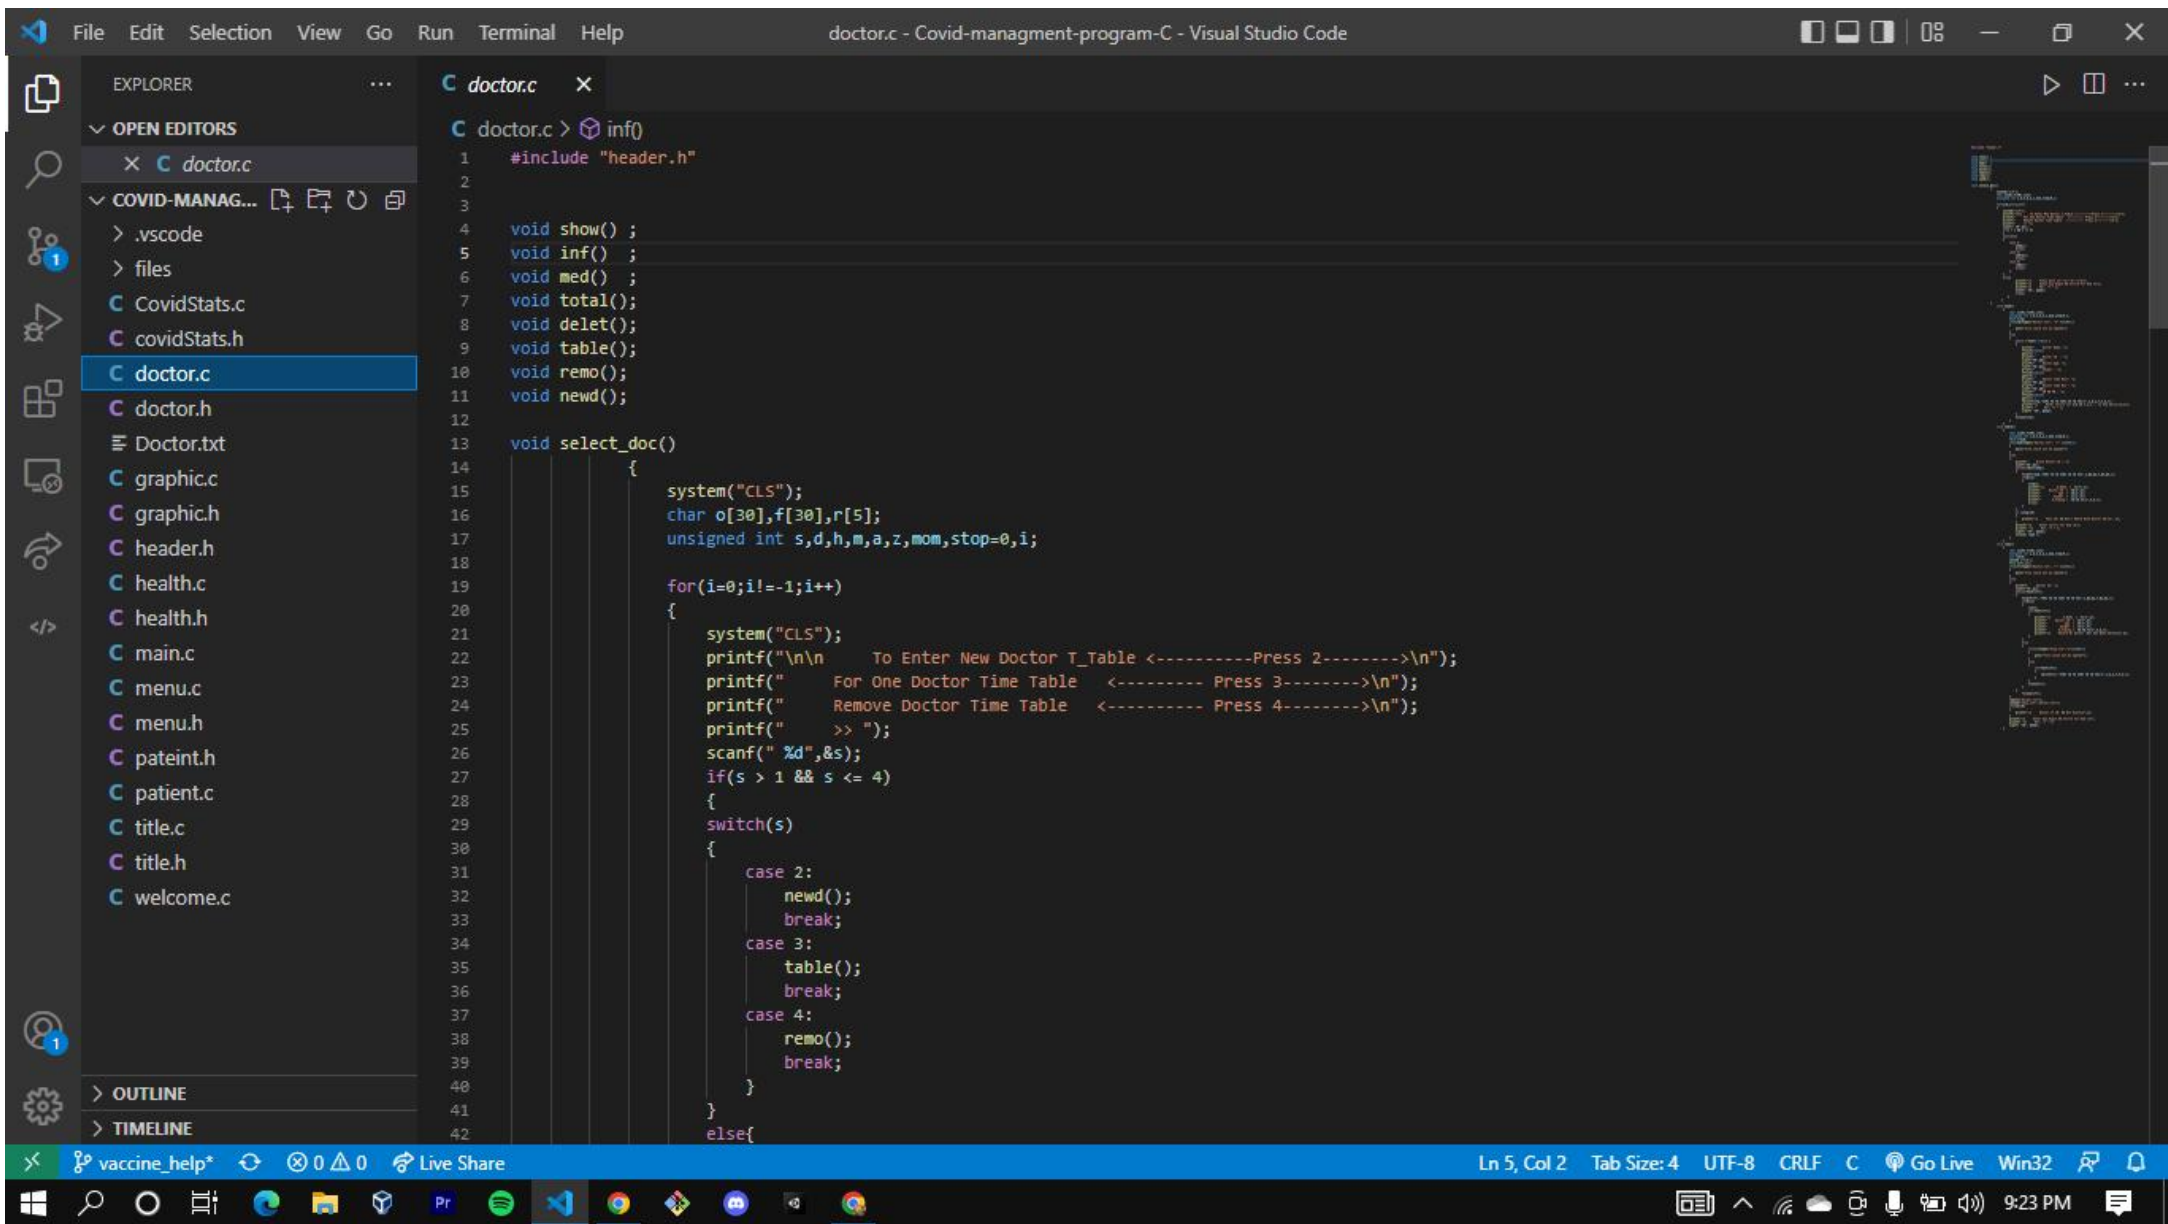 File Edit Selection View Go Run Terminal Help doctor.c - Covid-managment-program-C - Visual Studio Code
EXPLORER
OPEN EDITORS
doctor.c
COVID-MANAG...
.vscode
files
CovidStats.c
covidStats.h
doctor.c
doctor.h
Doctor.txt
graphic.c
graphic.h
header.h
health.c
health.h
main.c
menu.c
menu.h
pateint.h
patient.c
title.c
title.h
welcome.c
OUTLINE
TIMELINE
1
1
C doctor.c
C doctor.c > inf()
1 #include "header.h"
2
3
4 void show() ;
5 void inf()  ;
6 void med()  ;
7 void total();
8 void delet();
9 void table();
10 void remo();
11 void newd();
12
13 void select_doc()
14 {
15 system("CLS");
16 char o[30],f[30],r[5];
17 unsigned int s,d,h,m,a,z,mom,stop=0,i;
18
19 for(i=0;i!=-1;i++)
20 {
21 system("CLS");
22 printf("\n\n     To Enter New Doctor T_Table <----------Press 2-------->\n");
23 printf("     For One Doctor Time Table   <--------- Press 3-------->\n");
24 printf("     Remove Doctor Time Table   <---------- Press 4-------->\n");
25 printf("     >> ");
26 scanf(" %d",&s);
27 if(s > 1 && s <= 4)
28 {
29 switch(s)
30 {
31 case 2:
32 newd();
33 break;
34 case 3:
35 table();
36 break;
37 case 4:
38 remo();
39 break;
40 }
41 }
42 else{
vaccine_help* 0 0 Live Share Ln 5, Col 2 Tab Size: 4 UTF-8 CRLF C Go Live Win32
Pr 9:23 PM